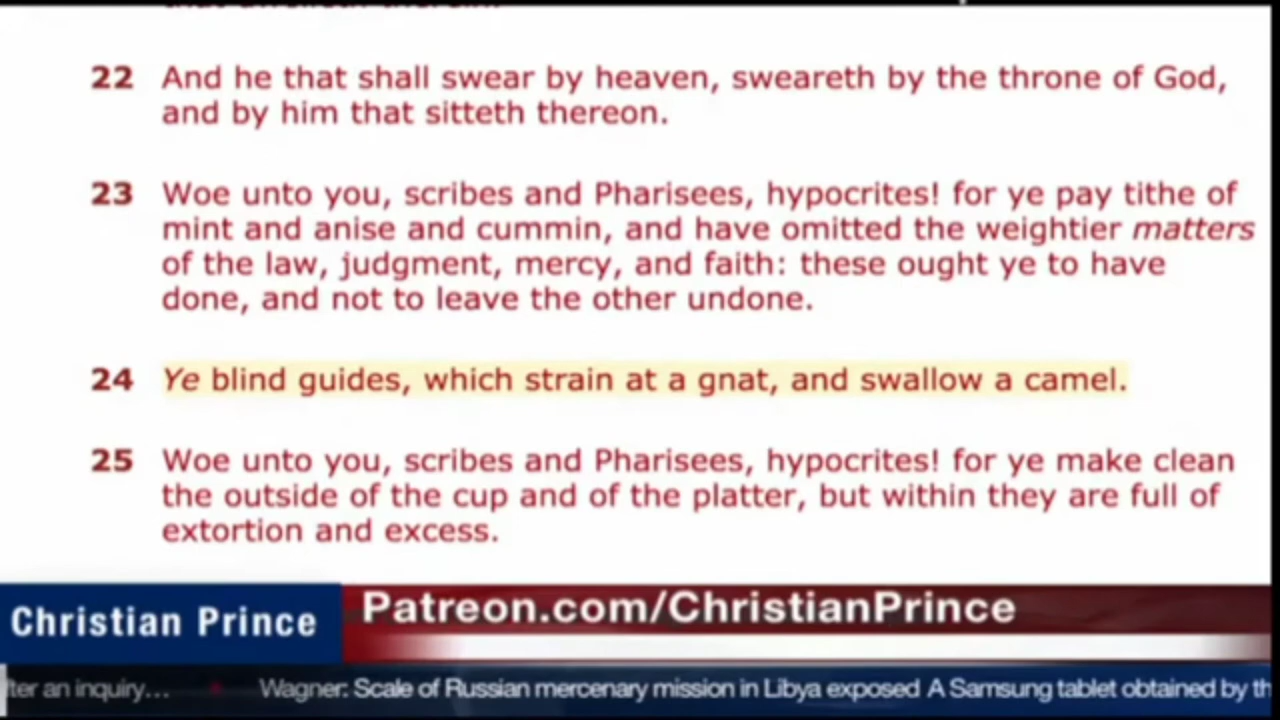 22 And he that shall swear by heaven, sweareth by the throne of God,
and by him that sitteth thereon.
23 Woe unto you, scribes and Pharisees, hypocrites! for ye pay tithe of
mint and anise and cummin, and have omitted the weightier matters
of the law, judgment, mercy, and faith: these ought ye to have
done, and not to leave the other undone.
24 Ye blind guides, which strain at a gnat, and swallow a camel.
25 Woe unto you, scribes and Pharisees, hypocrites! for ye make clean
the outside of the cup and of the platter, but within they are full of
extortion and excess.
Christian Prince Patreon.com/ChristianPrince
an inquiry... Wagner: Scale of Russian mercenary mission in Libya exposed A Samsung tablet obtained by